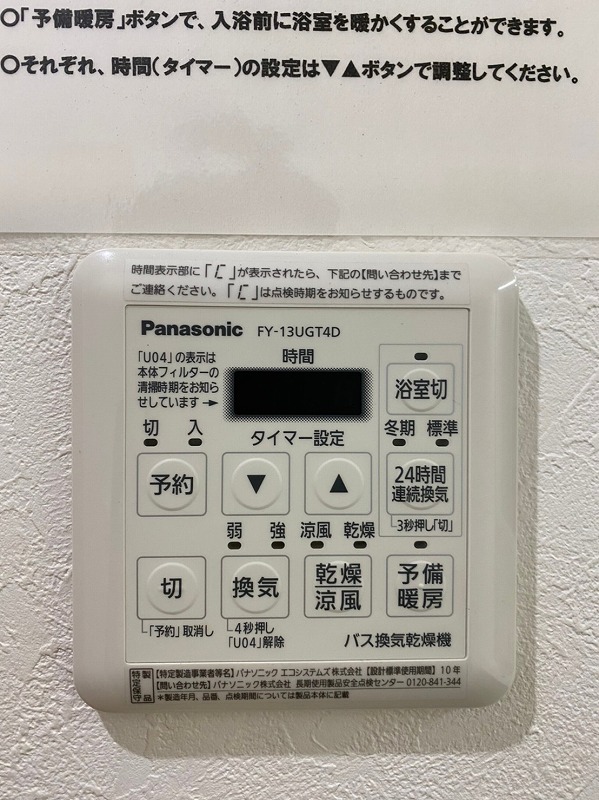 ○「予備暖房」ボタンで、入浴前に浴室を暖かくすることができます。
○それぞれ、時間(タイマー)の設定は▼▲ボタンで調整してください。
時間表示部に「[」が表示されたら、下記の【問い合わせ先】まで
ご連絡ください。「[」は点検時期をお知らせするものです。
Panasonic FY-13UGT4D
「U04」の表示は
本体フィルターの
清掃時期をお知ら
せしています→
時間
浴室切
切 入
タイマー設定
冬期 標準
予約
▼
▲
24時間
連続換気
3秒押し「切」
弱 強 涼風 乾燥
切
換気
乾燥
涼風
予備
暖房
「予約」取消し
4秒押し
「U04」解除
バス換気乾燥機
特定保守製品
【特定製造事業者等名】パナソニック エコシステムズ株式会社 【設計標準使用期間】10年
【問い合わせ先】パナソニック株式会社 長期使用製品安全点検センター 0120-841-344
*製造年月、品番、点検期間については製品本体に記載